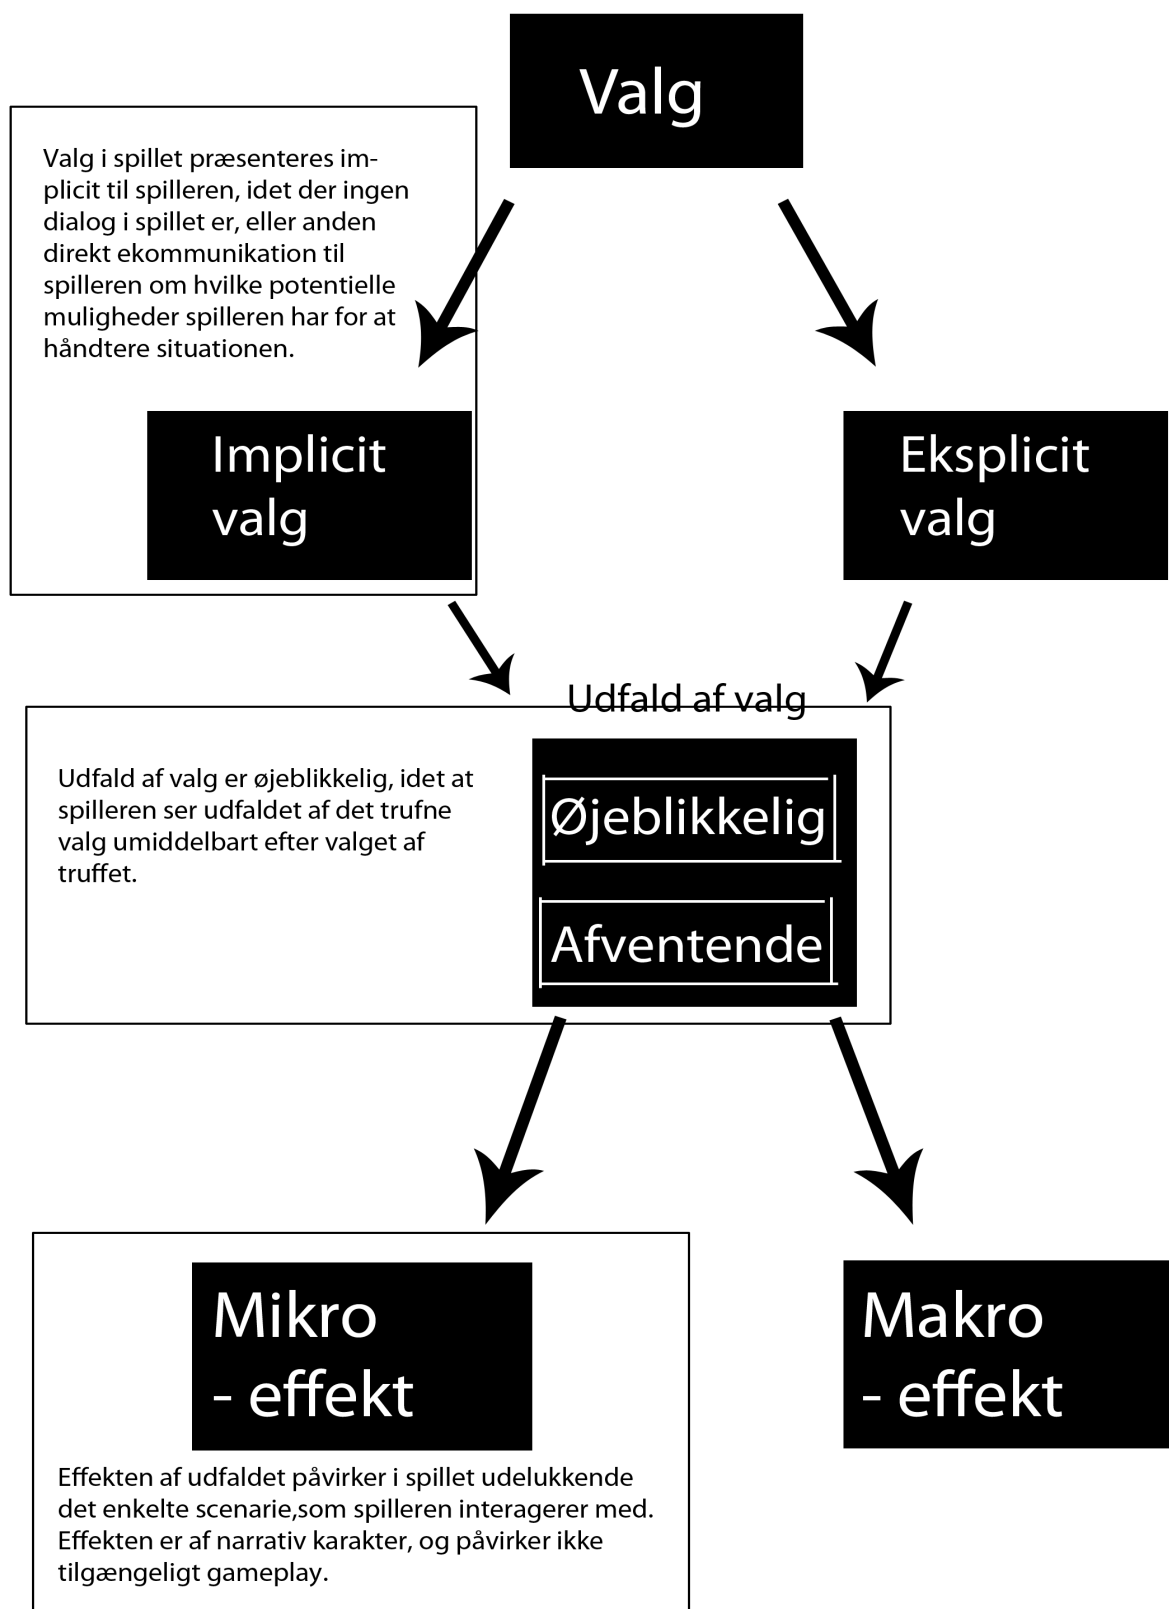 Valg
Valg i spillet præsenteres im-
plicit til spilleren, idet der ingen
dialog i spillet er, eller anden
direkt ekommunikation til
spilleren om hvilke potentielle
muligheder spilleren har for at
håndtere situationen.
Implicit
valg
Eksplicit
valg
Udfald af valg
Udfald af valg er øjeblikkelig, idet at
spilleren ser udfaldet af det trufne
valg umiddelbart efter valget af
truffet.
Øjeblikkelig
Afventende
Mikro
- effekt
Makro
- effekt
Effekten af udfaldet påvirker i spillet udelukkende
det enkelte scenarie,som spilleren interagerer med.
Effekten er af narrativ karakter, og påvirker ikke
tilgængeligt gameplay.